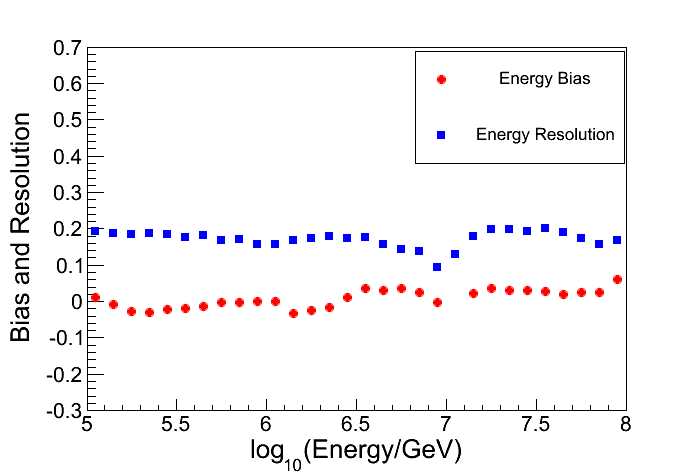 0.7
0.6
0.5
0.4
0.3
0.2
0.1
0
-0.1
-0.2
-0.3
Bias and Resolution
Energy Bias
Energy Resolution
5 5.5 6 6.5 7 7.5 8
log10(Energy/GeV)